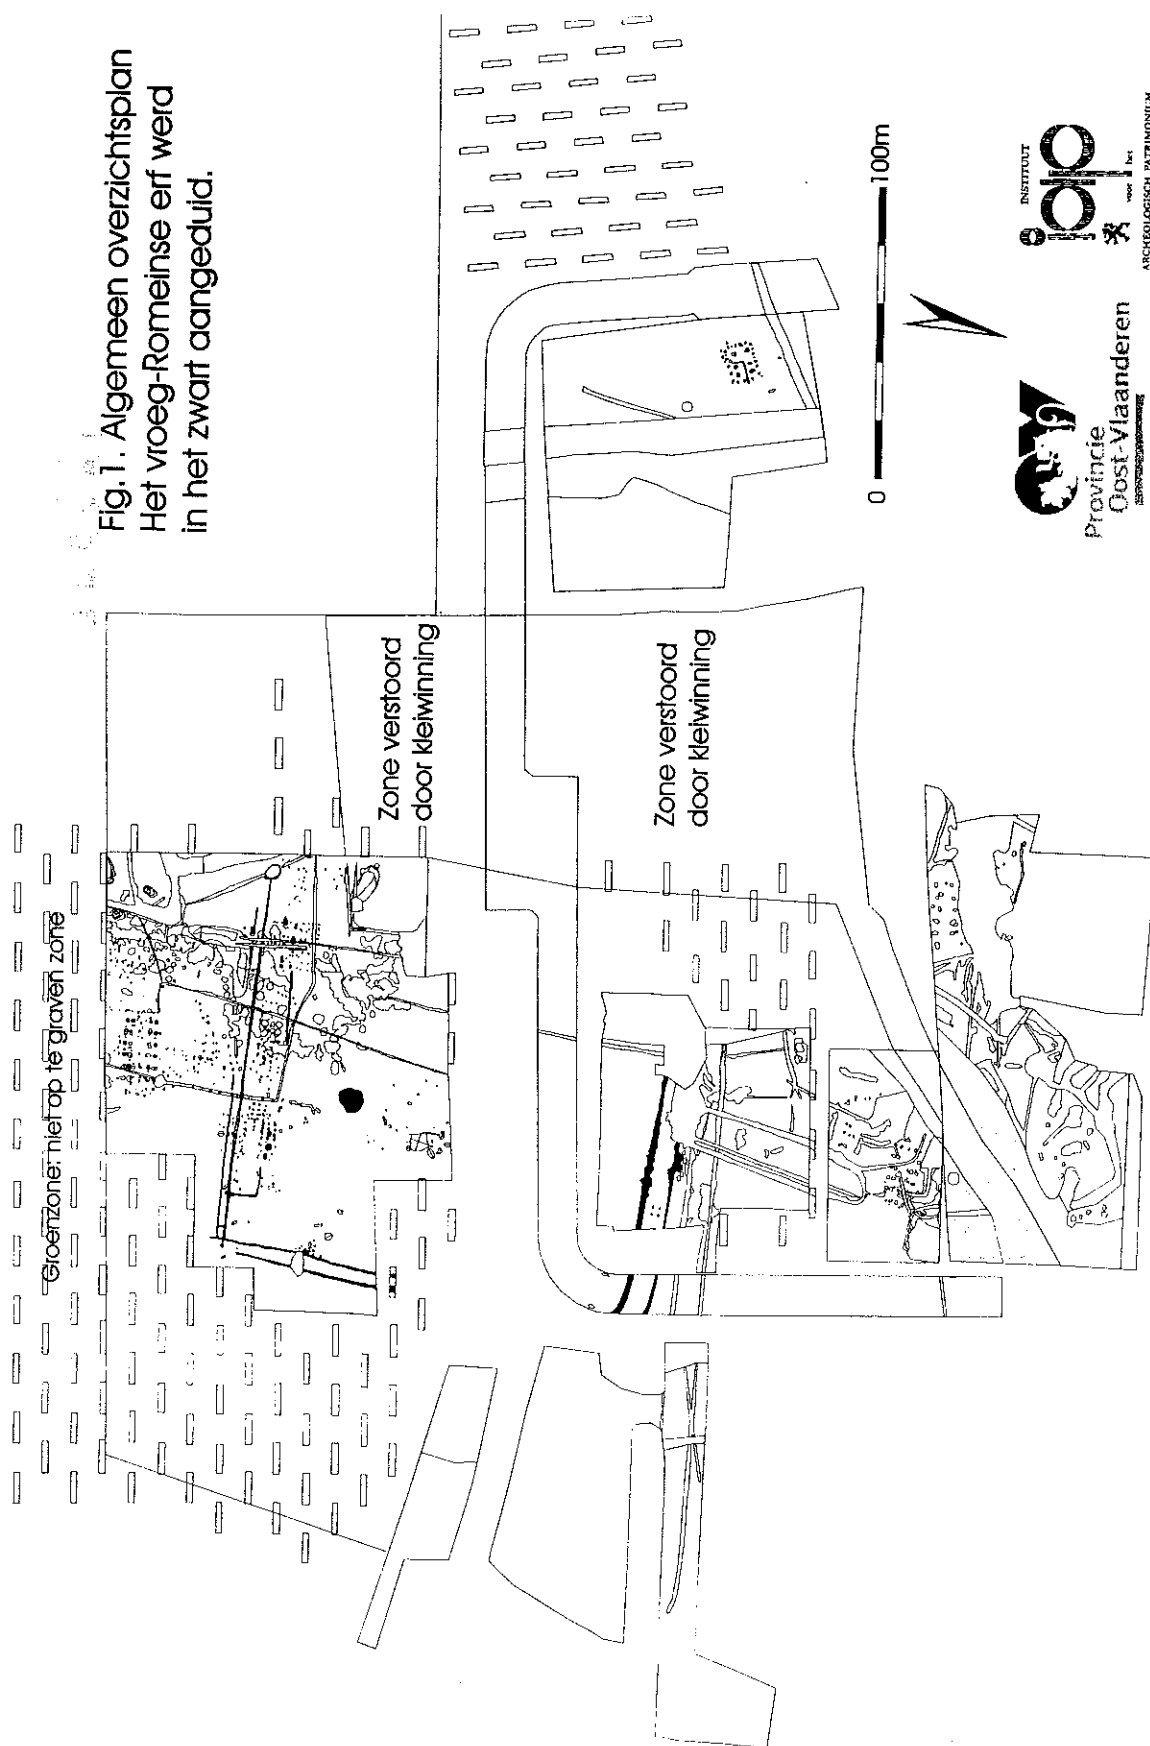 Fig.1. Algemeen overzichtsplan
Het vroeg-Romeinse erf werd
in het zwart aangeduid.
Groenzone: niet op te graven zone
Zone verstoord
door kleiwinning
Zone verstoord
door kleiwinning
0 100m
Provincie
Oost-Vlaanderen
INSTITUUT
voor het
ARCHEOLOGISCH PATRIMONIUM